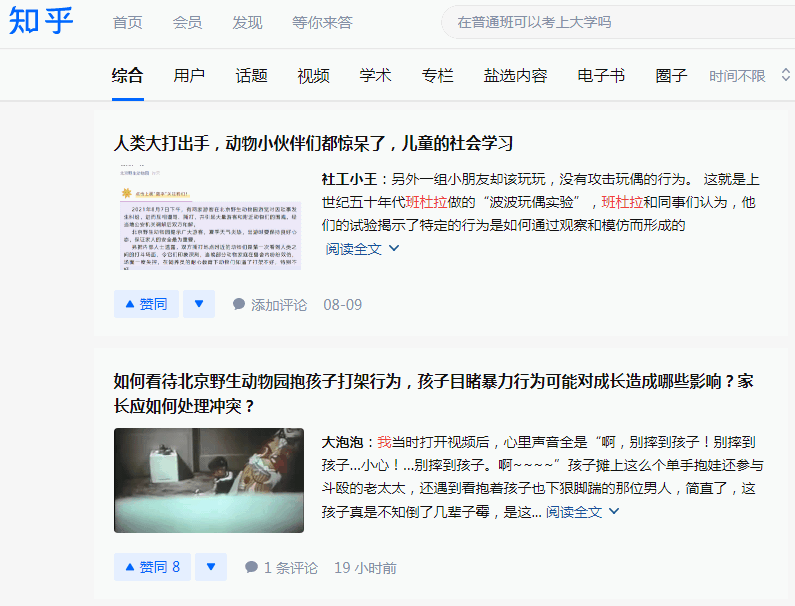 知乎 首页 会员 发现 等你来答 在普通班可以考上大学吗
综合 用户 话题 视频 学术 专栏 盐选内容 电子书 圈子 时间不限
人类大打出手，动物小伙伴们都惊呆了，儿童的社会学习
社工小王：另外一组小朋友却该玩玩，没有攻击玩偶的行为。 这就是上
世纪五十年代班杜拉做的“波波玩偶实验”，班杜拉和同事们认为，他
们的试验揭示了特定的行为是如何通过观察和模仿而形成的
阅读全文
赞同 添加评论 08-09
如何看待北京野生动物园抱孩子打架行为，孩子目睹暴力行为可能对成长造成哪些影响？家
长应如何处理冲突？
大泡泡：我当时打开视频后，心里声音全是“啊，别摔到孩子！别摔到
孩子...小心！...别摔到孩子。啊~~~~”孩子摊上这么个单手抱娃还参与
斗殴的老太太，还遇到看抱着孩子也下狠脚踹的那位男人，简直了，这
孩子真是不知倒了几辈子霉，是这... 阅读全文
赞同 8 1 条评论 19 小时前